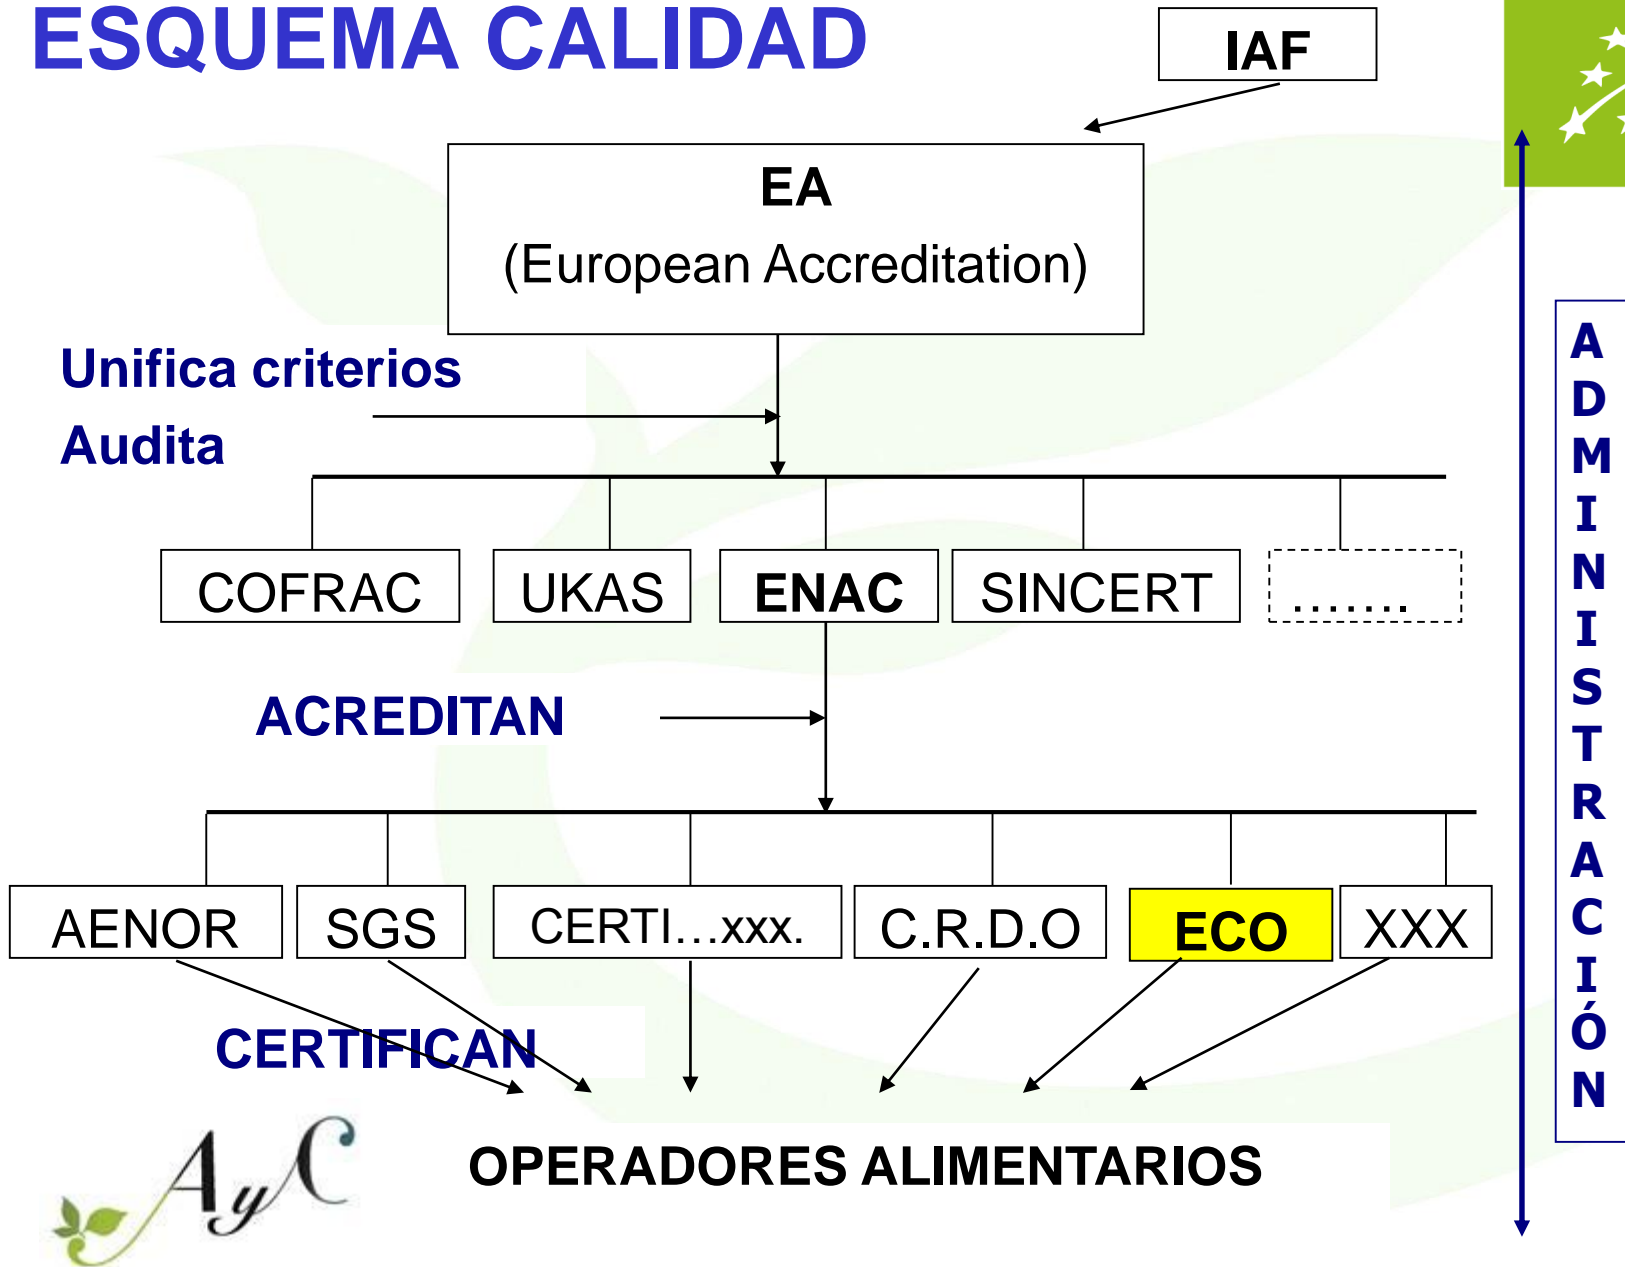 ESQUEMA CALIDAD
IAF
EA
(European Accreditation)
Unifica criterios
Audita
COFRAC
UKAS
ENAC
SINCERT
…….
ACREDITAN
AENOR
SGS
CERTI…xxx.
C.R.D.O
ECO
XXX
CERTIFICAN
OPERADORES ALIMENTARIOS
AyC
A
D
M
I
N
I
S
T
R
A
C
I
Ó
N